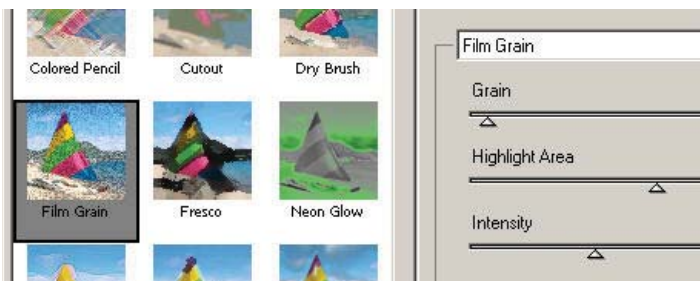 Colored Pencil
Cutout
Dry Brush
Film Grain
Fresco
Neon Glow
Film Grain
Grain
Highlight Area
Intensity